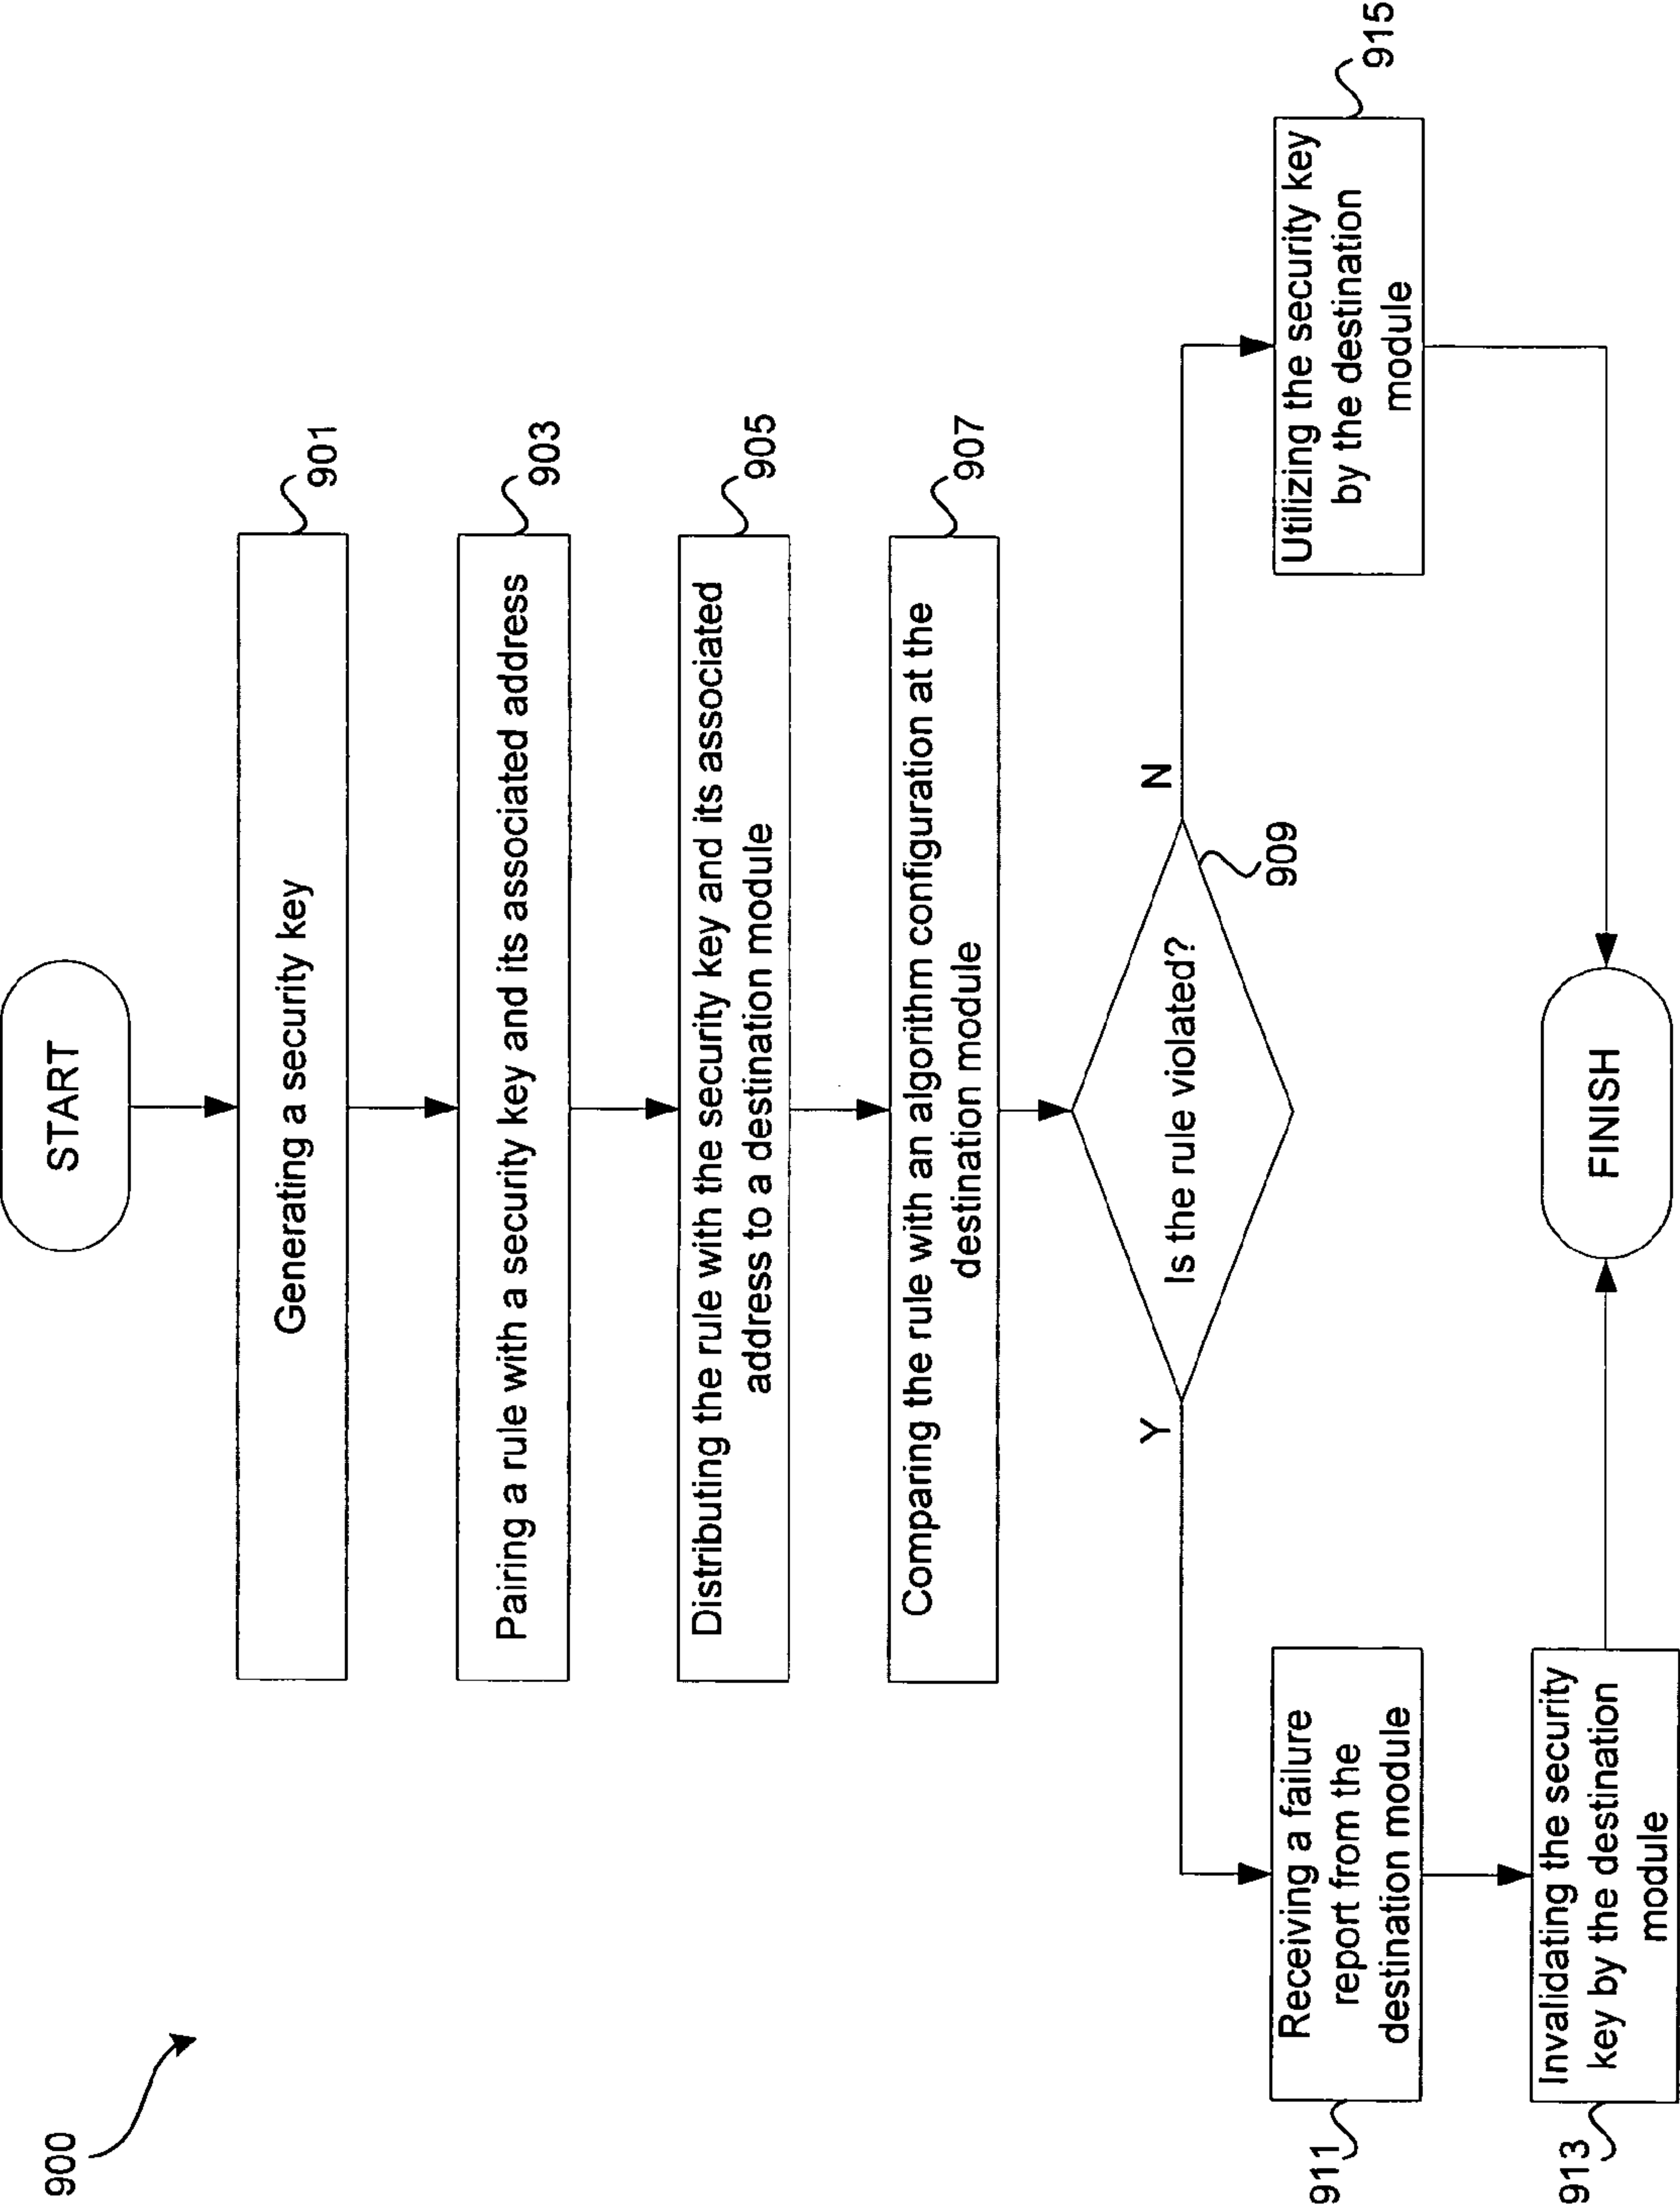 900
START
Generating a security key
901
Pairing a rule with a security key and its associated address
903
Distributing the rule with the security key and its associated
address to a destination module
905
Comparing the rule with an algorithm configuration at the
destination module
907
Is the rule violated?
909
Y
N
Receiving a failure
report from the
destination module
911
Utilizing the security key
by the destination
module
915
Invalidating the security
key by the destination
module
913
FINISH